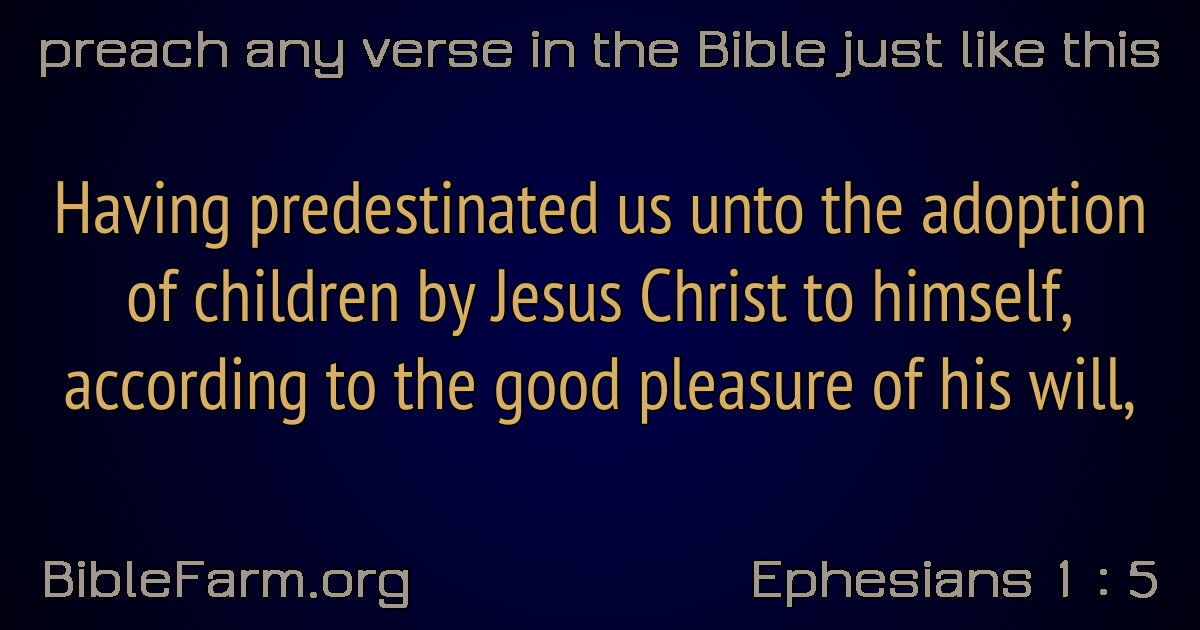 preach any verse in the Bible just like this
Having predestinated us unto the adoption
of children by Jesus Christ to himself,
according to the good pleasure of his will,
BibleFarm.org
Ephesians 1 : 5